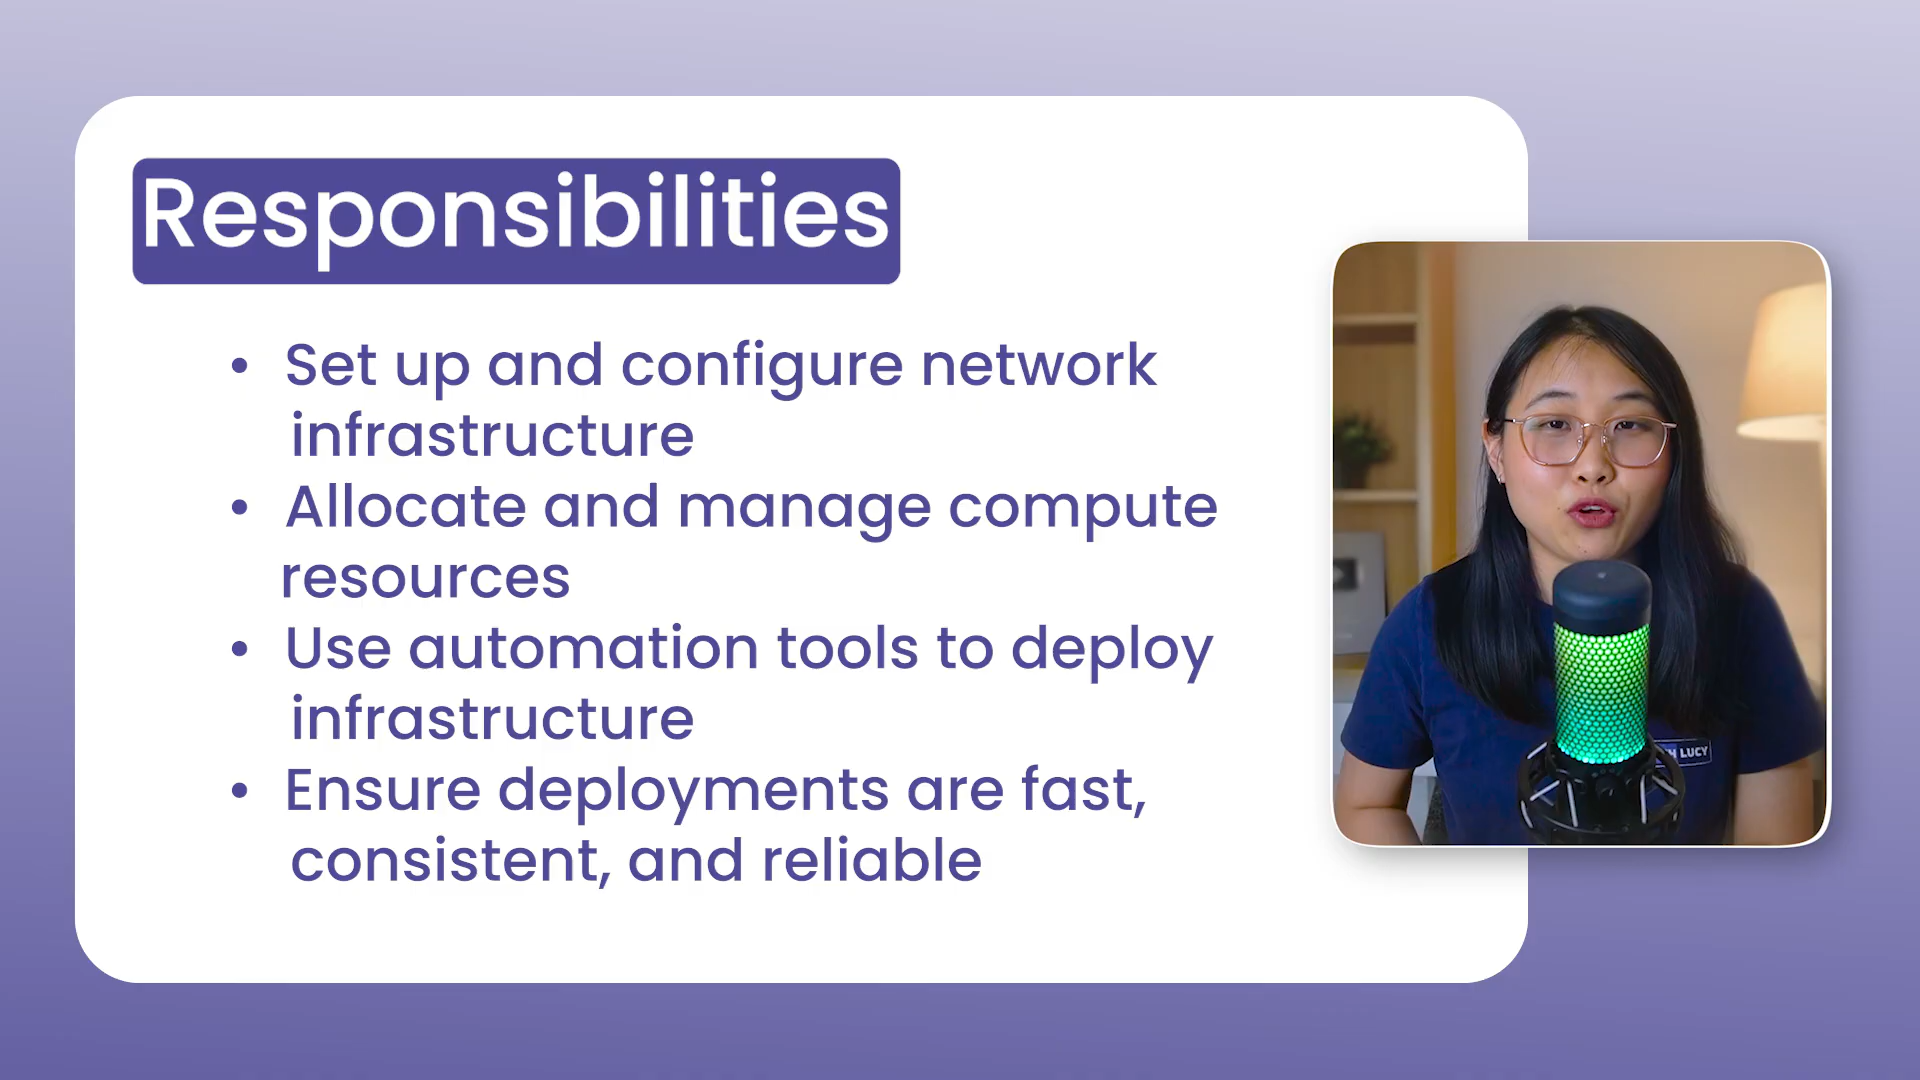 Responsibilities
• Set up and configure network
infrastructure
• Allocate and manage compute
resources
• Use automation tools to deploy
infrastructure
• Ensure deployments are fast,
consistent, and reliable
LUCY